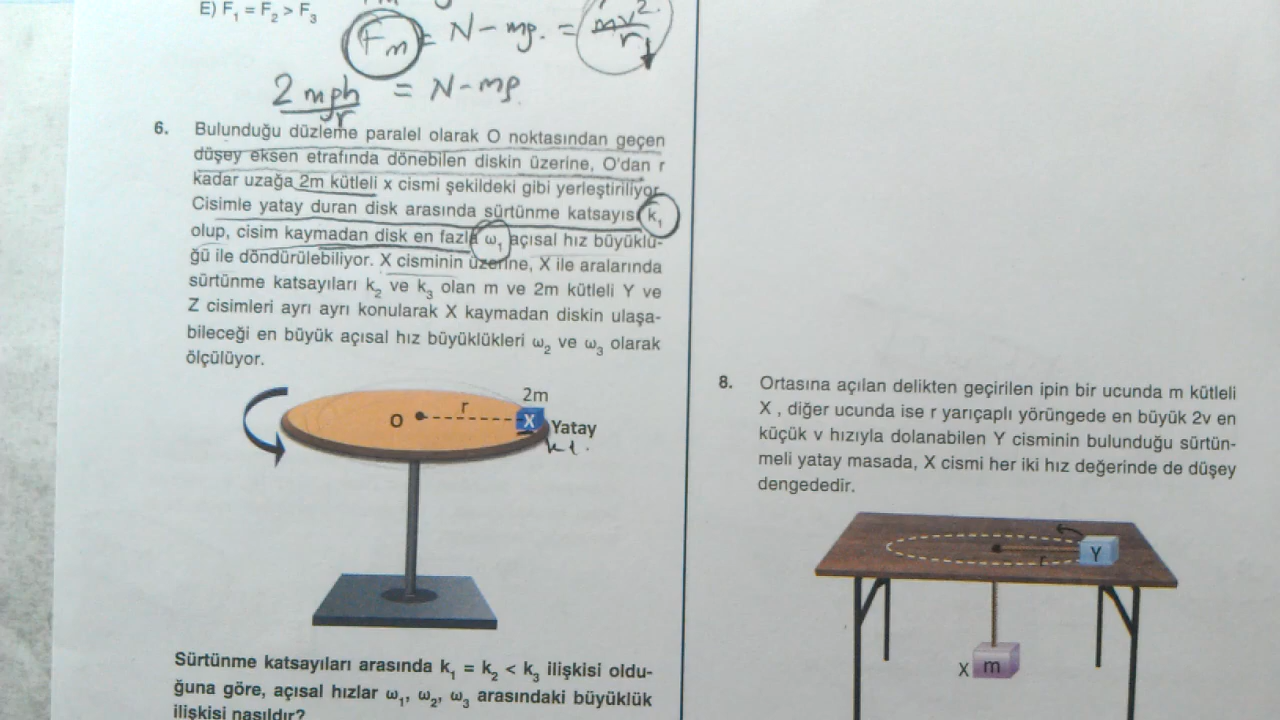 E) F₁ = F₂ > F₃
Fm = N - mg. = mv²/r
2mgh/r = N - mg
6. Bulunduğu düzleme paralel olarak O noktasından geçen
düşey eksen etrafında dönebilen diskin üzerine, O'dan r
kadar uzağa 2m kütleli x cismi şekildeki gibi yerleştiriliyor.
Cisimle yatay duran disk arasında sürtünme katsayısı k₁
olup, cisim kaymadan disk en fazla ω₁ açısal hız büyüklü-
ğü ile döndürülebiliyor. X cisminin üzerine, X ile aralarında
sürtünme katsayıları k₂ ve k₃ olan m ve 2m kütleli Y ve
Z cisimleri ayrı ayrı konularak X kaymadan diskin ulaşa-
bileceği en büyük açısal hız büyüklükleri ω₂ ve ω₃ olarak
ölçülüyor.
2m
O r X Yatay
k₁.
Sürtünme katsayıları arasında k₁ = k₂ < k₃ ilişkisi oldu-
ğuna göre, açısal hızlar ω₁, ω₂, ω₃ arasındaki büyüklük
ilişkisi nasıldır?
8. Ortasına açılan delikten geçirilen ipin bir ucunda m kütleli
X , diğer ucunda ise r yarıçaplı yörüngede en büyük 2v en
küçük v hızıyla dolanabilen Y cisminin bulunduğu sürtün-
meli yatay masada, X cismi her iki hız değerinde de düşey
dengededir.
Y
r
X m